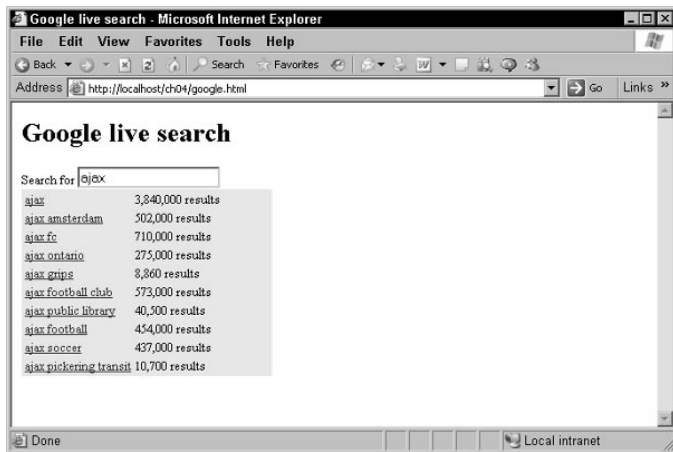 Google live search - Microsoft Internet Explorer
File Edit View Favorites Tools Help
Back Search Favorites
Address http://localhost/ch04/google.html Go Links »
Google live search
Search for ajax
ajax 3,840,000 results
ajax amsterdam 502,000 results
ajax fc 710,000 results
ajax ontario 275,000 results
ajax grips 8,860 results
ajax football club 573,000 results
ajax public library 40,500 results
ajax football 454,000 results
ajax soccer 437,000 results
ajax pickering transit 10,700 results
Done Local intranet